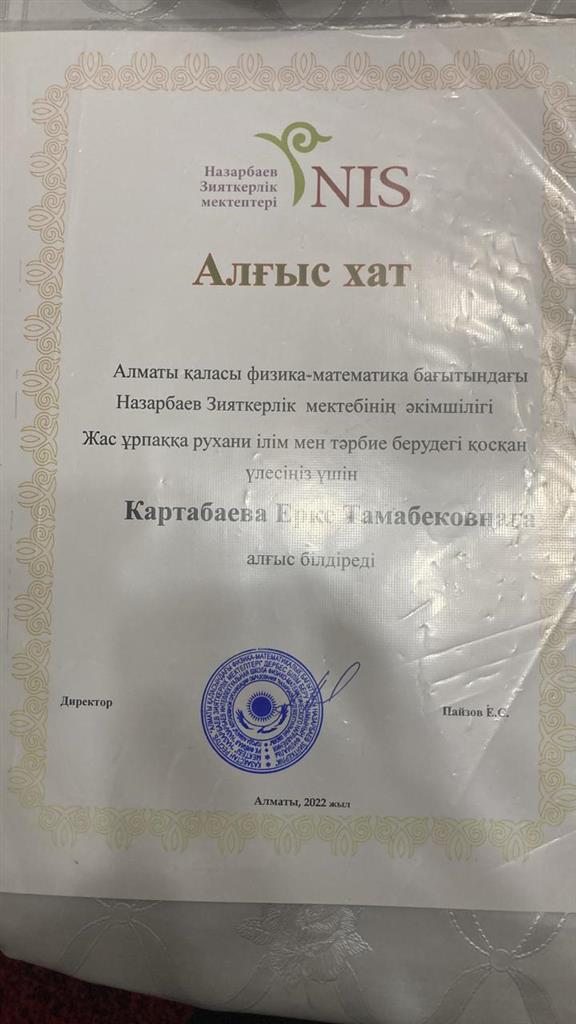 Назарбаев
Зияткерлік
мектептері
NIS
Алғыс хат
Алматы қаласы физика-математика бағытындағы
Назарбаев Зияткерлік мектебінің әкімшілігі
Жас ұрпаққа рухани ілім мен тәрбие берудегі қосқан
үлесіңіз үшін
Картабаева Ерке Тамабековнаға
алғыс білдіреді
Директор
Пайзов Е.С.
Алматы, 2022 жыл